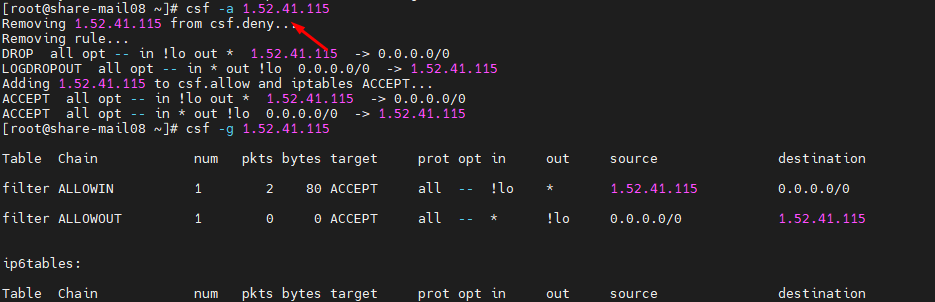 [root@share-mail08 ~]# csf -a 1.52.41.115
Removing 1.52.41.115 from csf.deny...
Removing rule...
DROP  all opt -- in !lo out *  1.52.41.115  -> 0.0.0.0/0
LOGDROPOUT  all opt -- in * out !lo  0.0.0.0/0  -> 1.52.41.115
Adding 1.52.41.115 to csf.allow and iptables ACCEPT...
ACCEPT  all opt -- in !lo out *  1.52.41.115  -> 0.0.0.0/0
ACCEPT  all opt -- in * out !lo  0.0.0.0/0  -> 1.52.41.115
[root@share-mail08 ~]# csf -g 1.52.41.115
Table  Chain            num   pkts bytes target     prot opt in     out     source               destination
filter ALLOWIN          1        2    80 ACCEPT     all  --  !lo    *       1.52.41.115          0.0.0.0/0
filter ALLOWOUT         1        0     0 ACCEPT     all  --  *      !lo     0.0.0.0/0            1.52.41.115
ip6tables:
Table  Chain            num   pkts bytes target     prot opt in     out     source               destination